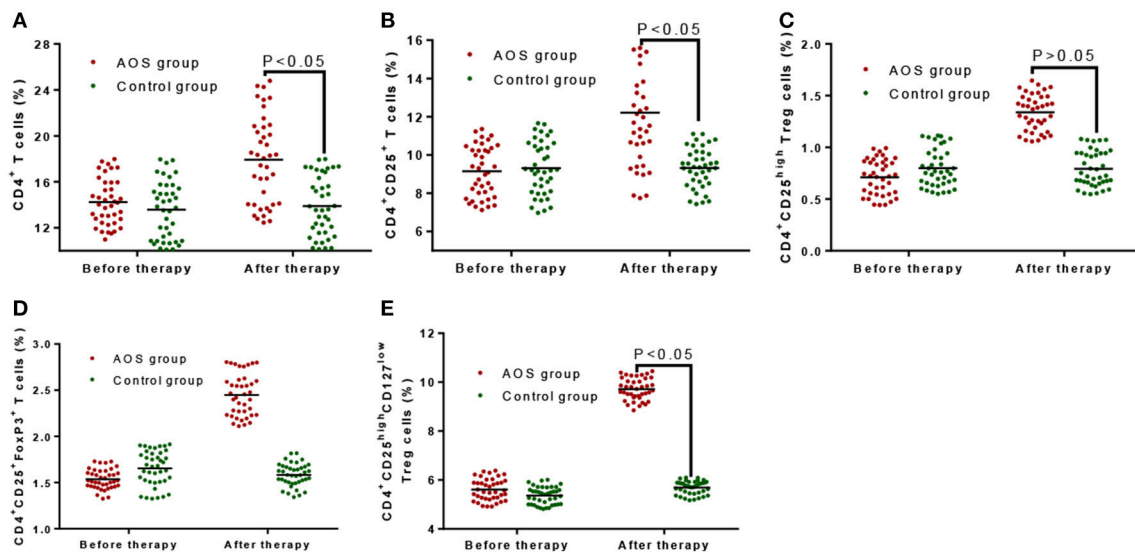 A
CD4+ T cells (%)
28
24
20
16
12
AOS group
Control group
P<0.05
Before therapy
After therapy
B
CD4+CD25+ T cells (%)
16
14
12
10
8
6
AOS group
Control group
P<0.05
Before therapy
After therapy
C
CD4+CD25high Treg cells (%)
2.0
1.5
1.0
0.5
0.0
AOS group
Control group
P>0.05
Before therapy
After therapy
D
CD4+CD25+FoxP3+ T cells (%)
3.0
2.5
2.0
1.5
1.0
AOS group
Control group
Before therapy
After therapy
E
CD4+CD25highCD127low
Treg cells (%)
12
10
8
6
4
AOS group
Control group
P<0.05
Before therapy
After therapy